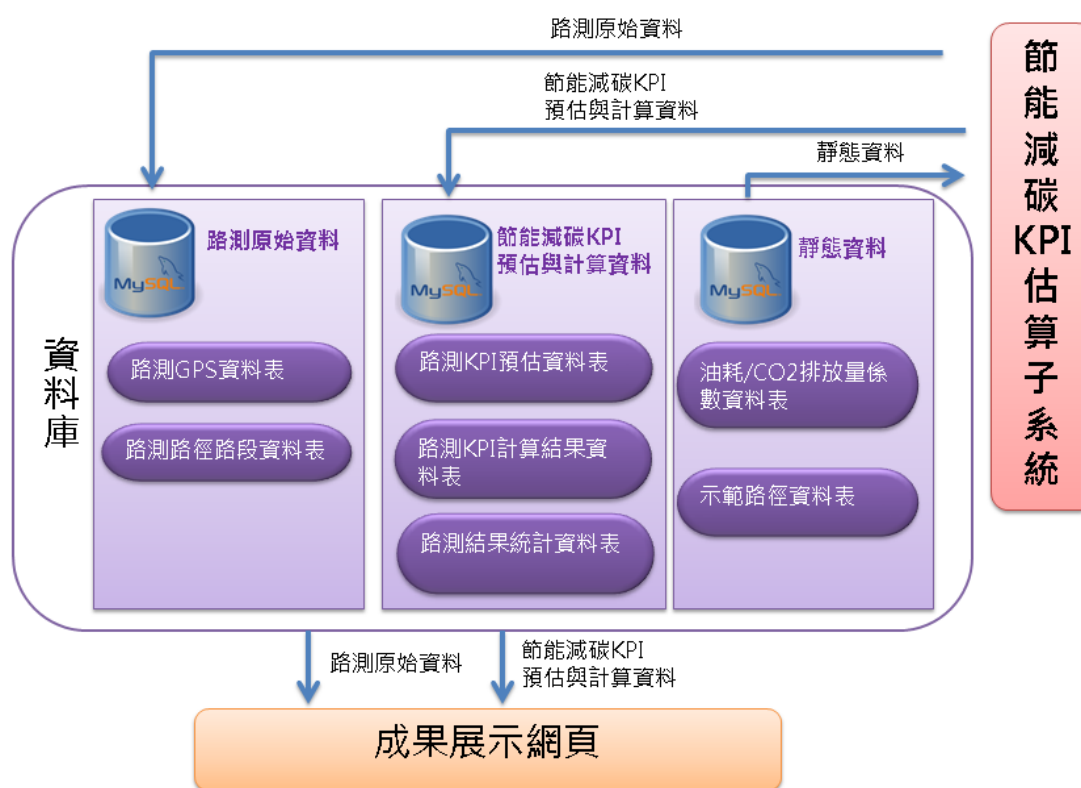 路測原始資料
節能減碳KPI
預估與計算資料
靜態資料
節
能
減
碳
KPI
估
算
子
系
統
資
料
庫
MySQL
路測原始資料
路測GPS資料表
路測路徑路段資料表
MySQL
節能減碳KPI
預估與計算資料
路測KPI預估資料表
路測KPI計算結果資
料表
路測結果統計資料表
MySQL
靜態資料
油耗/CO2排放量係
數資料表
示範路徑資料表
路測原始資料
節能減碳KPI
預估與計算資料
成果展示網頁